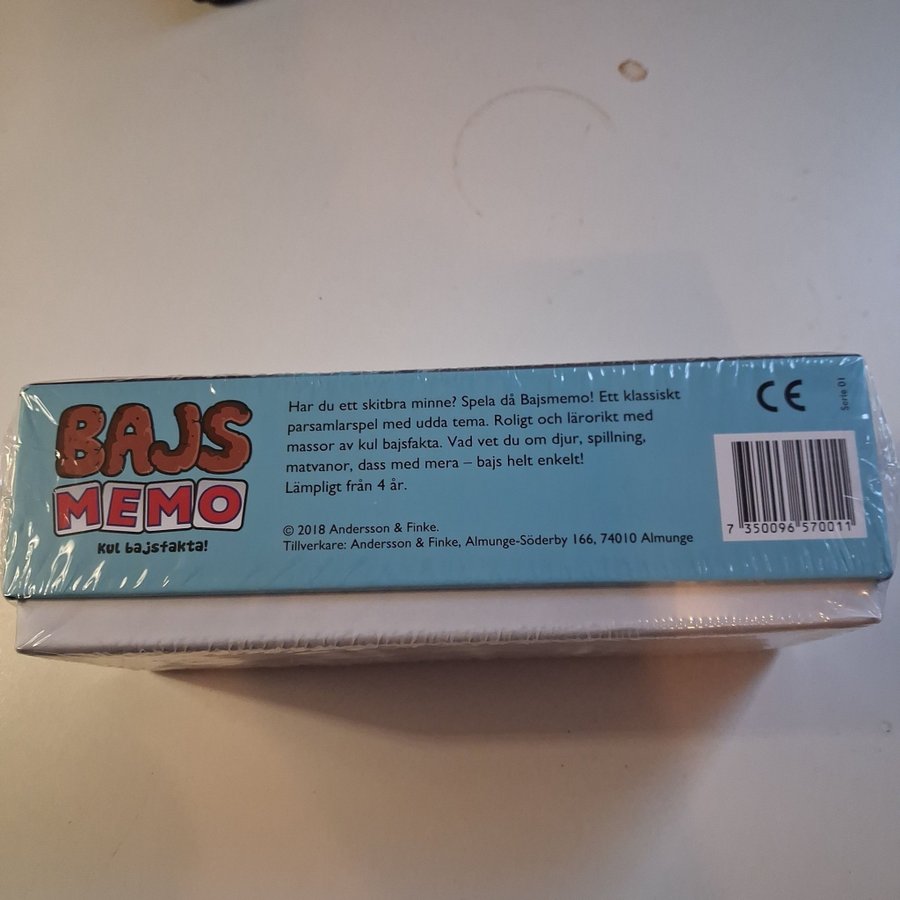 BAJS
MEMO
Kul bajsfakta!
Har du ett skitbra minne? Spela då Bajsmemo! Ett klassiskt
parsamlarspel med udda tema. Roligt och lärorikt med
massor av kul bajsfakta. Vad vet du om djur, spillning,
matvanor, dass med mera – bajs helt enkelt!
Lämpligt från 4 år.
© 2018 Andersson & Finke.
Tillverkare: Andersson & Finke, Almunge-Söderby 166, 74010 Almunge
CE
Serie 01
7 350096 570011